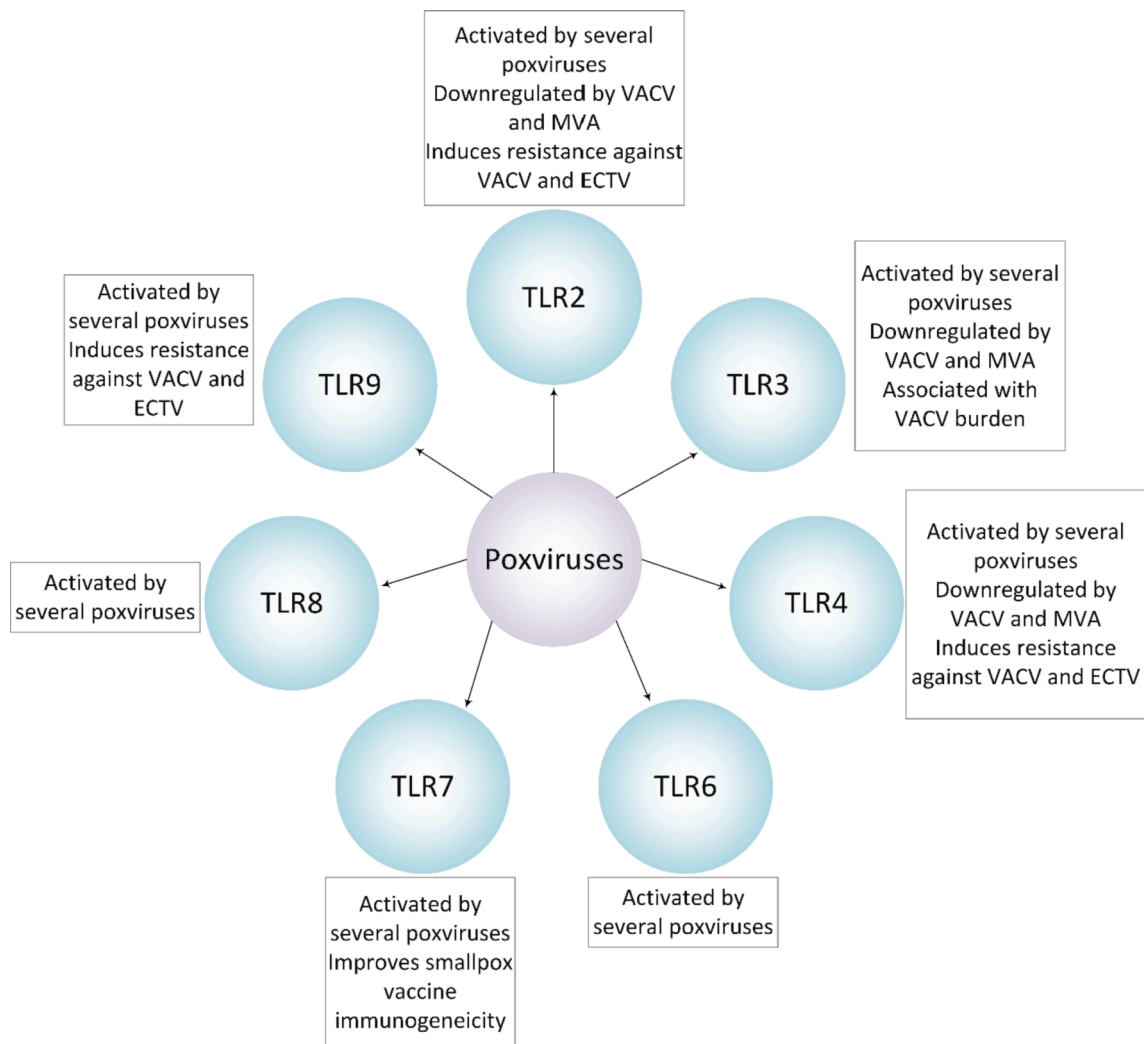 Activated by several
poxviruses
Downregulated by VACV
and MVA
Induces resistance against
VACV and ECTV
TLR2
Activated by several
poxviruses
Downregulated by
VACV and MVA
Associated with
VACV burden
TLR3
Activated by
several poxviruses
Induces resistance
against VACV and
ECTV
TLR9
Poxviruses
Activated by several
poxviruses
Downregulated by
VACV and MVA
Induces resistance
against VACV and ECTV
TLR4
Activated by
several poxviruses
TLR8
TLR7
Activated by
several poxviruses
Improves smallpox
vaccine
immunogeneicity
TLR6
Activated by
several poxviruses